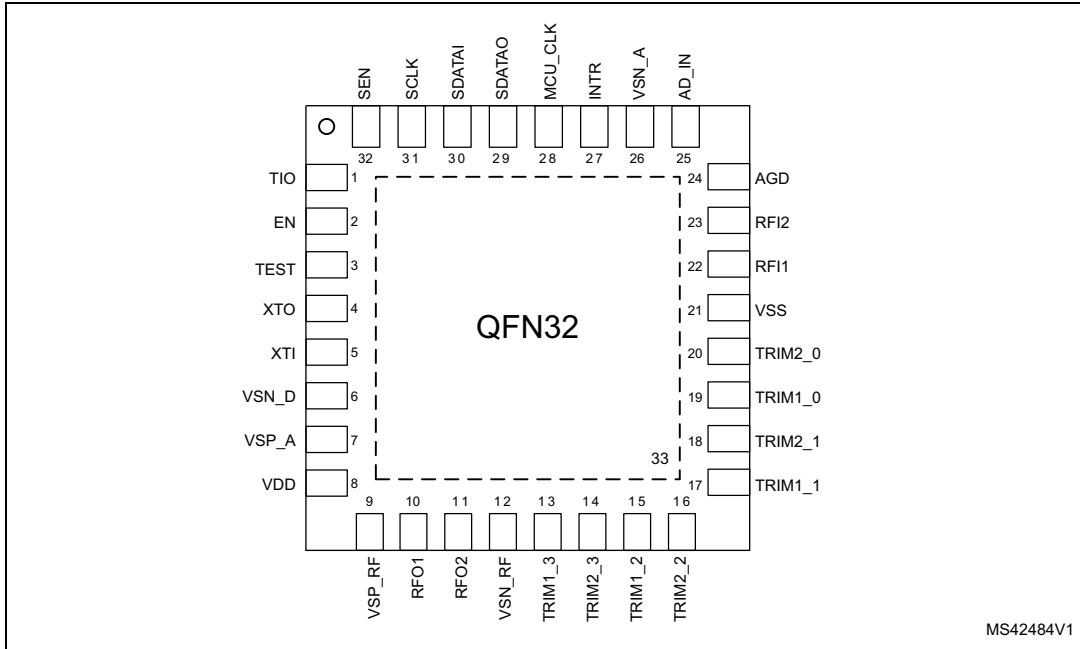 SEN
SCLK
SDATAI
SDATAO
MCU_CLK
INTR
VSN_A
AD_IN
32 31 30 29 28 27 26 25
TIO 1
EN 2
TEST 3
XTO 4
XTI 5
VSN_D 6
VSP_A 7
VDD 8
QFN32
24 AGD
23 RFI2
22 RFI1
21 VSS
20 TRIM2_0
19 TRIM1_0
18 TRIM2_1
17 TRIM1_1
33
9 10 11 12 13 14 15 16
VSP_RF
RFO1
RFO2
VSN_RF
TRIM1_3
TRIM2_3
TRIM1_2
TRIM2_2
MS42484V1